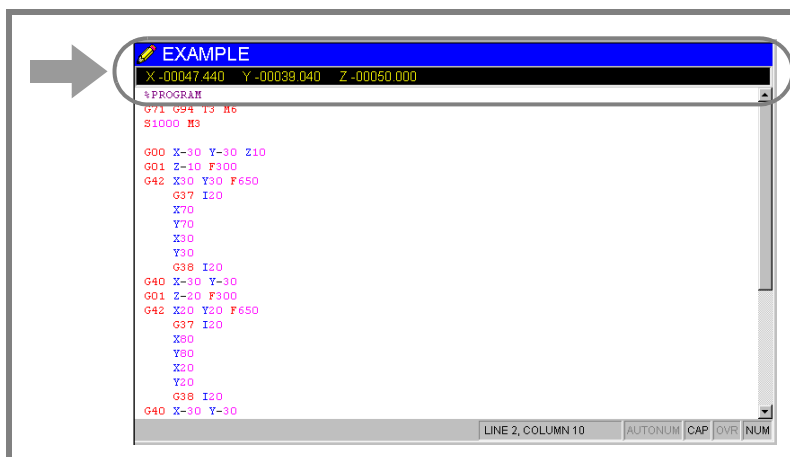 EXAMPLE
X -00047.440 Y -00039.040 Z -00050.000
%PROGRAM
G71 G94 T3 M6
S1000 M3
G00 X-30 Y-30 Z10
G01 Z-10 F300
G42 X30 Y30 F650
G37 I20
X70
Y70
X30
Y30
G38 I20
G40 X-30 Y-30
G01 Z-20 F300
G42 X20 Y20 F650
G37 I20
X80
Y80
X20
Y20
G38 I20
G40 X-30 Y-30
LINE 2, COLUMN 10 AUTONUM CAP OVR NUM